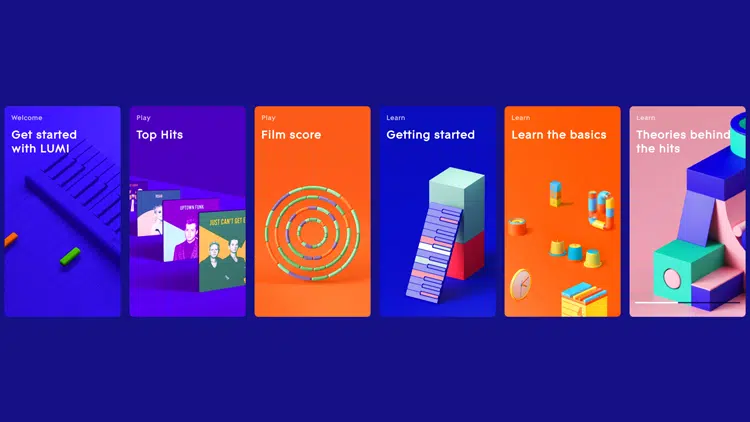 Welcome
Get started
with LUMI
Play
Top Hits
UPTOWN FUNK
JUST CAN'T GET E
Play
Film score
Learn
Getting started
Learn
Learn the basics
Learn
Theories behind
the hits